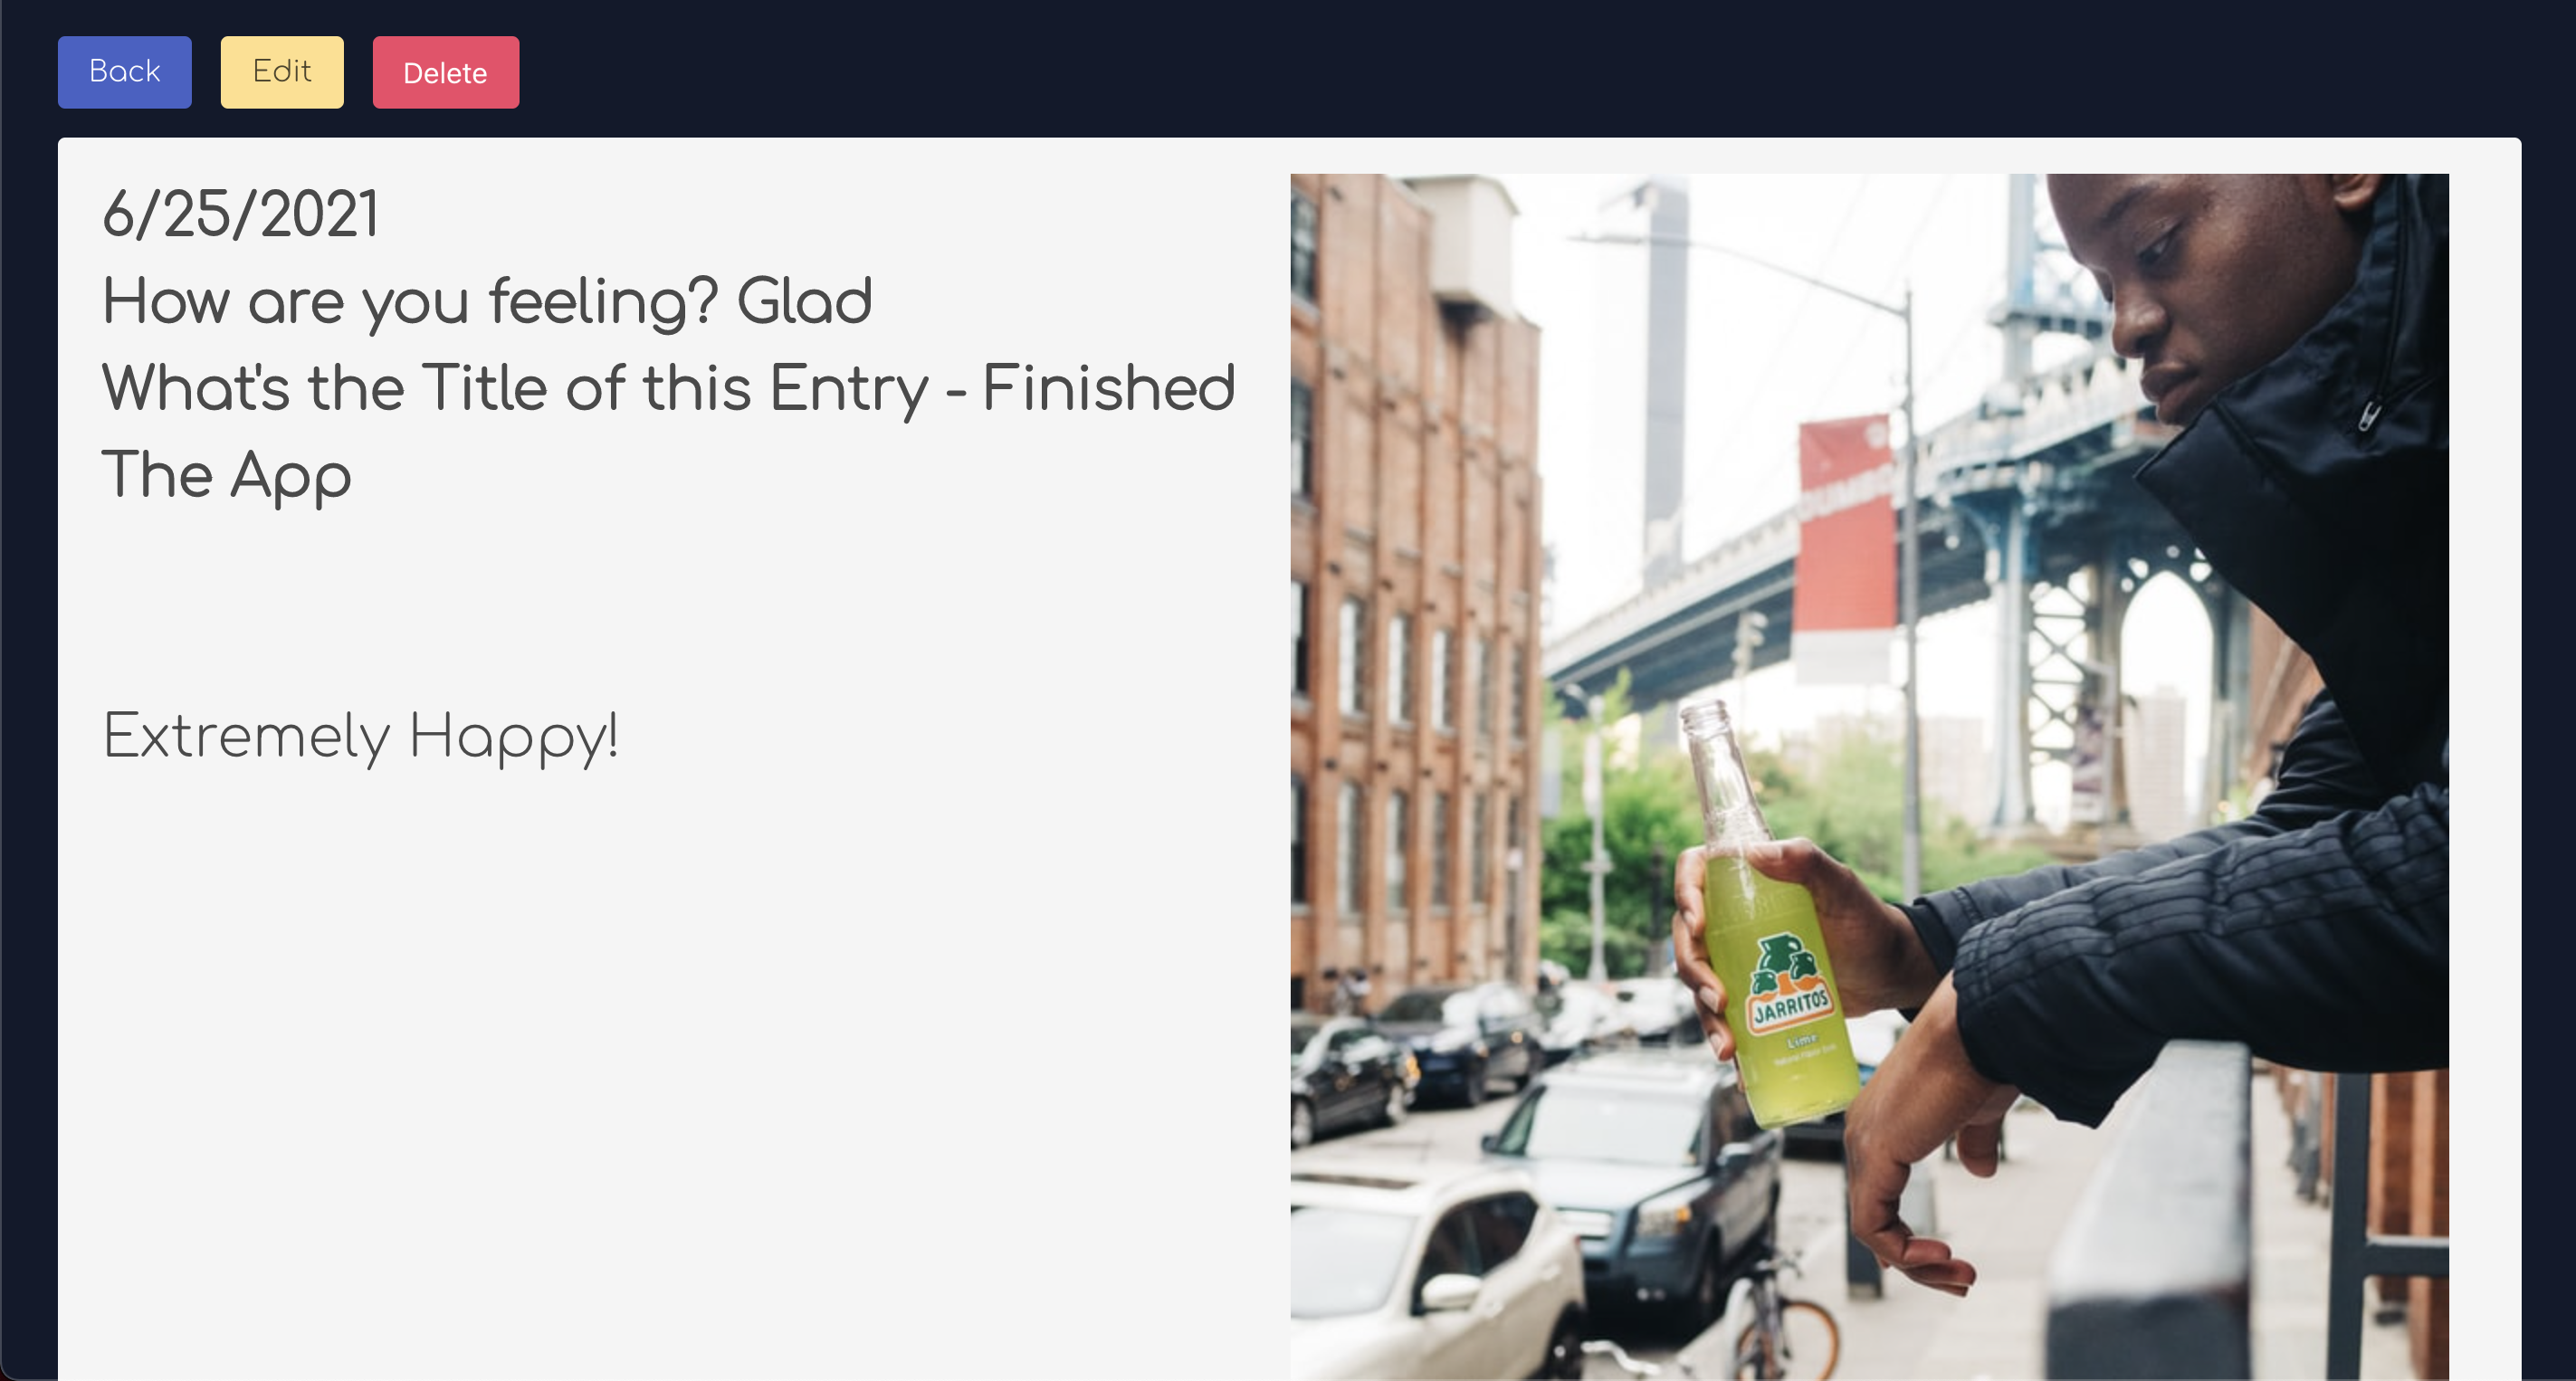 Back
Edit
Delete
6/25/2021
How are you feeling? Glad
What's the Title of this Entry - Finished
The App
Extremely Happy!
DUMBO
JARRITOS
Lime